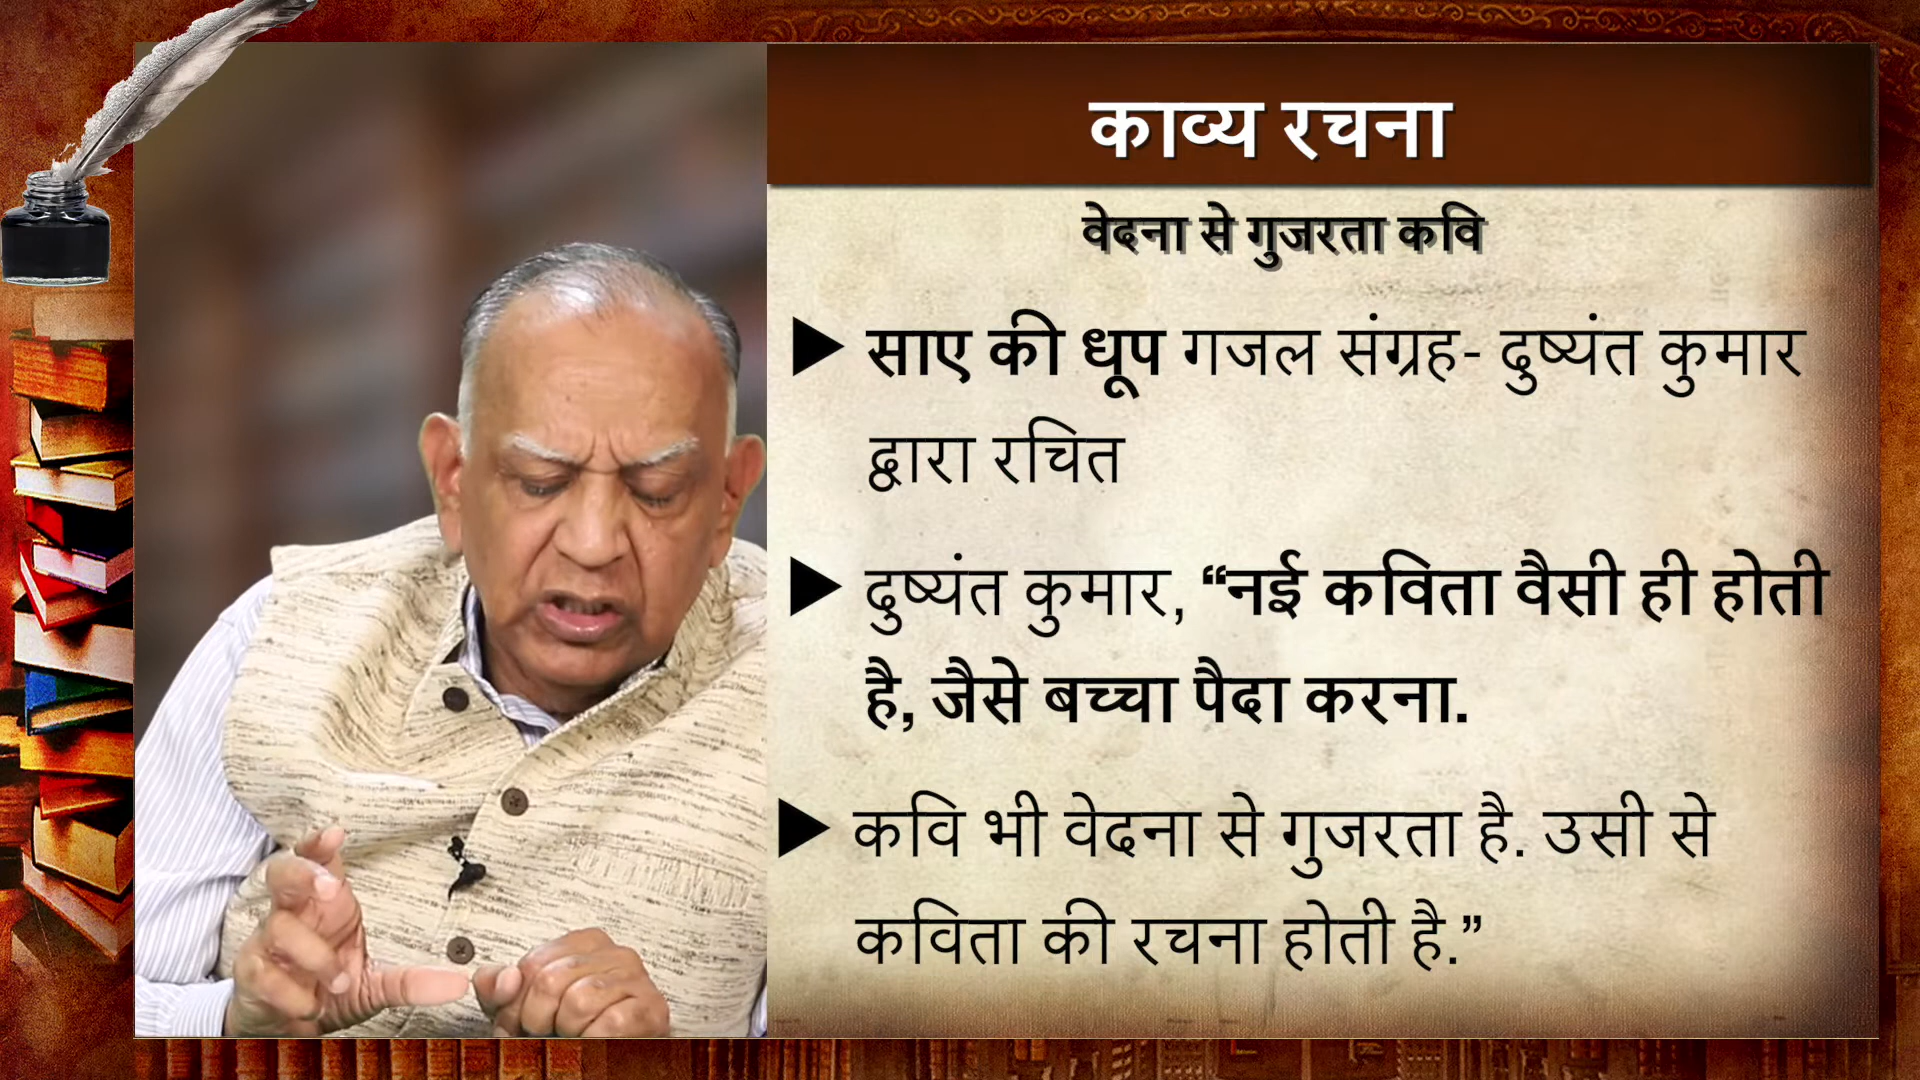 काव्य रचना
वेदना से गुजरता कवि
साए की धूप गजल संग्रह- दुष्यंत कुमार
द्वारा रचित
दुष्यंत कुमार, “नई कविता वैसी ही होती
है, जैसे बच्चा पैदा करना.
कवि भी वेदना से गुजरता है. उसी से
कविता की रचना होती है.”